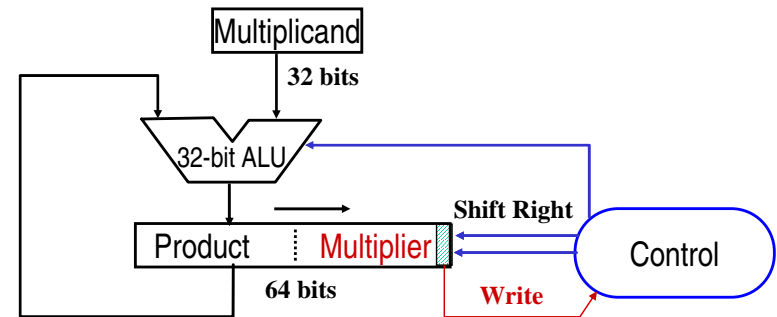 Multiplicand
32 bits
32-bit ALU
Shift Right
Product
Multiplier
Control
64 bits
Write